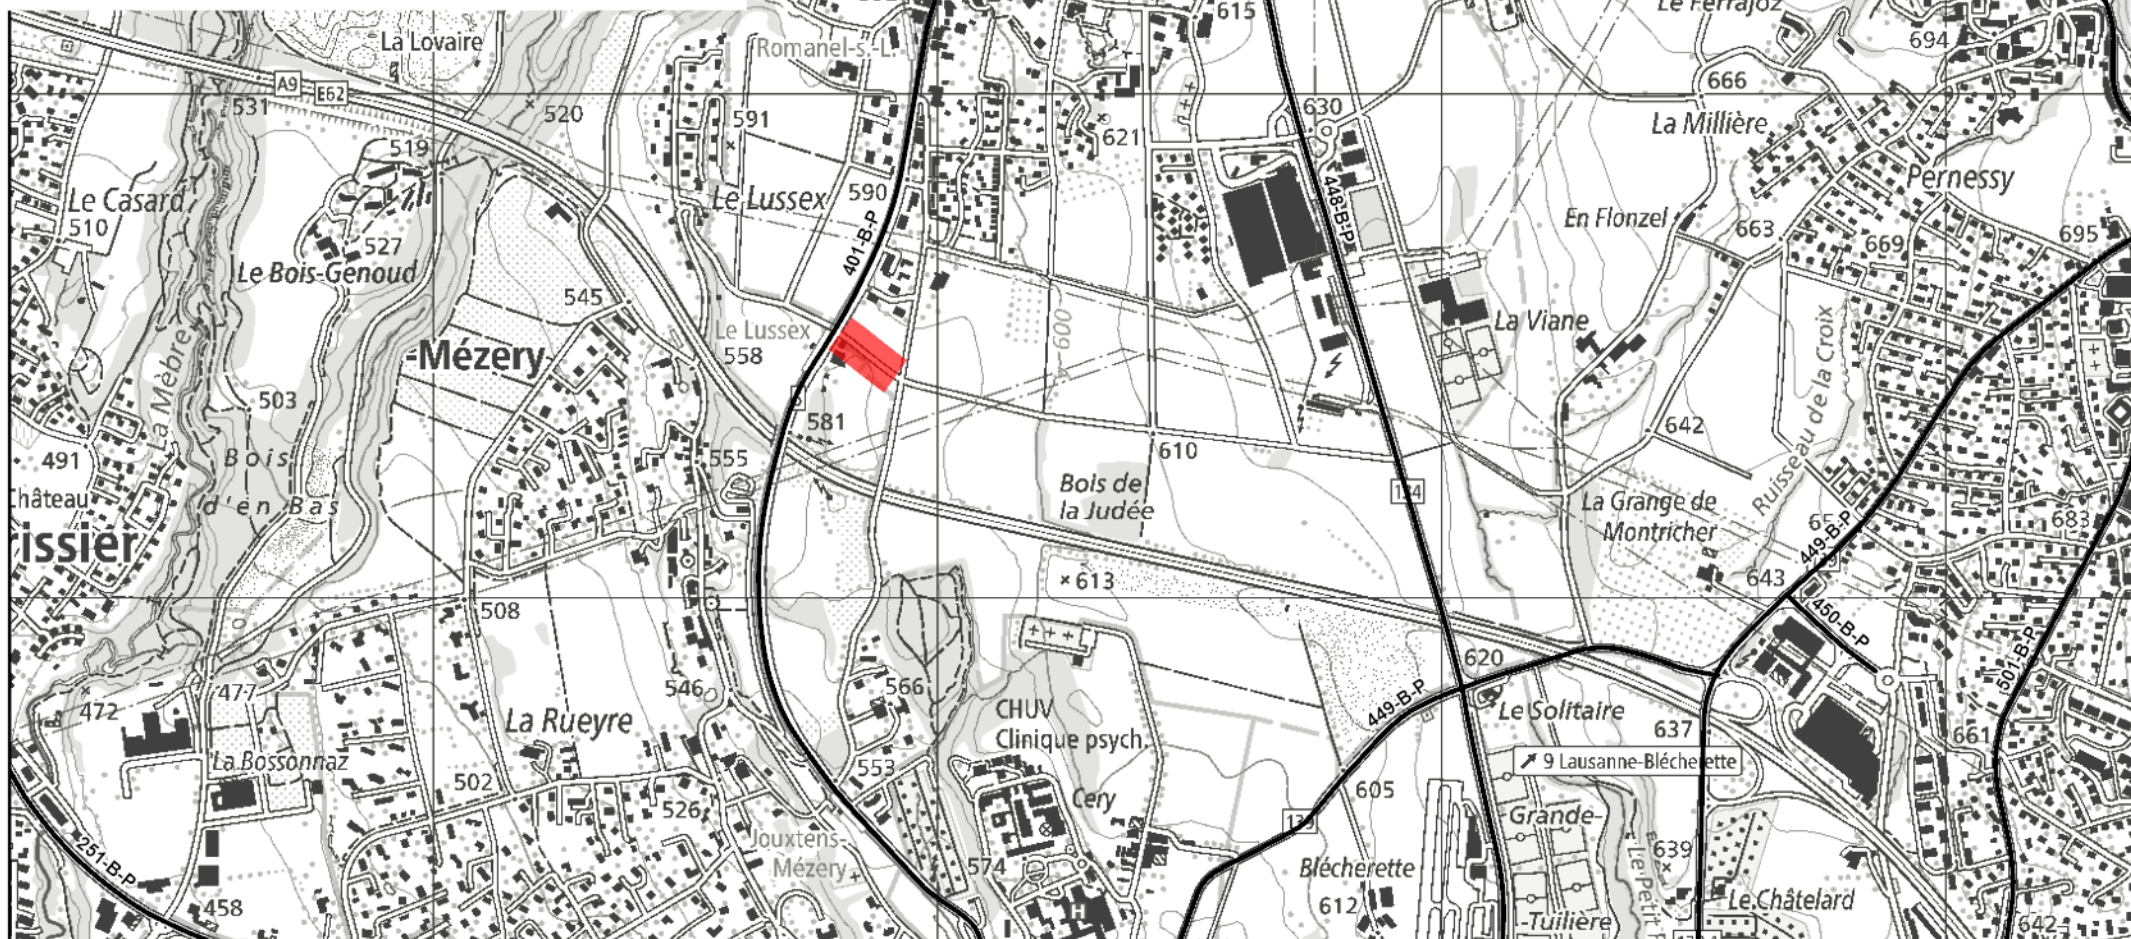 615
Le Ferrajoz
La Lovaire
Romanel-s.-L.
694
A9
E62
531
520
591
630
666
621
La Millière
519
590
Pernessy
Le Casard
510
Le Lussex
448-B-P
En Flonzel
663
669
695
527
Le Bois-Genoud
401-B-P
545
Le Lussex
558
600
La Viane
Ruisseau de la Croix
-Mézery
La Mèbre
503
581
642
491
Bois
d'en Bas
555
610
Château
Bois de
la Judée
134
La Grange de
Montricher
683
rissier
449-B-P
613
643
508
450-B-P
620
501-B-P
477
472
546
566
La Rueyre
CHUV
Clinique psych.
449-B-P
Le Solitaire
637
661
La Bossonnaz
9 Lausanne-Blécherette
502
553
526
Cery
605
Grande-
251-B-P
Jouxtens-
Mézery
574
639
Blécherette
612
Le Châtelard
458
H
-Tuilière
642